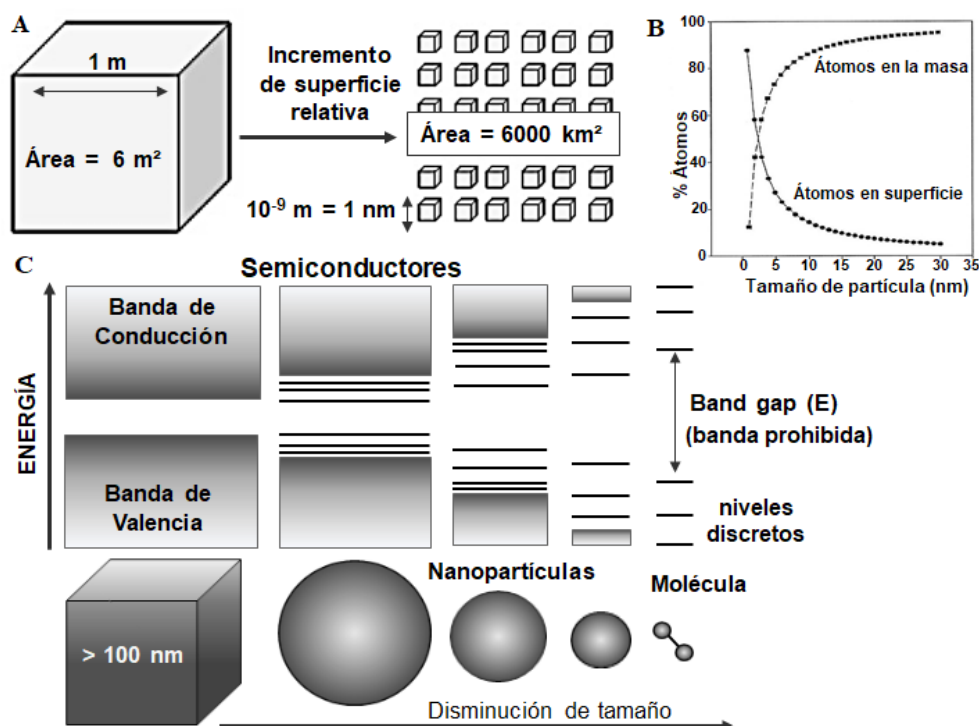 A
1 m
Área = 6 m²
Incremento
de superficie
relativa
Área = 6000 km²
10⁻⁹ m = 1 nm
B
% Átomos
100
80
60
40
20
0
Átomos en la masa
Átomos en superficie
0 5 10 15 20 25 30 35
Tamaño de partícula (nm)
C
Semiconductores
ENERGÍA
Banda de
Conducción
Banda de
Valencia
Band gap (E)
(banda prohibida)
niveles
discretos
Nanopartículas
Molécula
> 100 nm
Disminución de tamaño